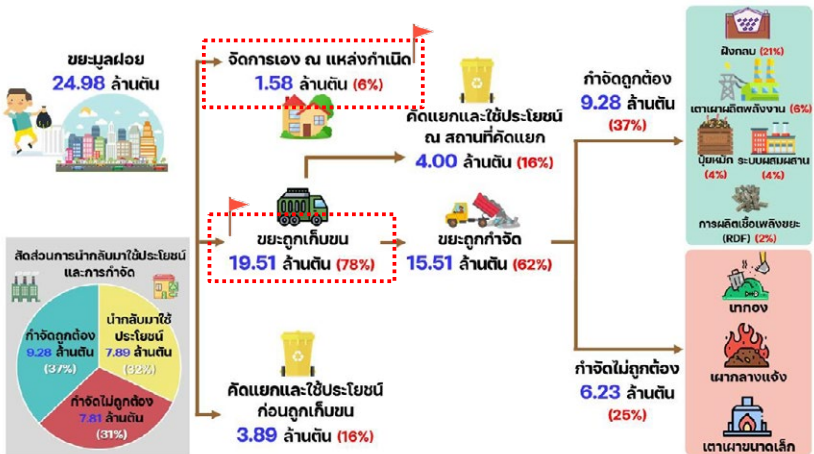 ขยะมูลฝอย
24.98 ล้านตัน
จัดการเอง ณ แหล่งกำเนิด
1.58 ล้านตัน (6%)
คัดแยกและใช้ประโยชน์
ณ สถานที่คัดแยก
4.00 ล้านตัน (16%)
ขยะถูกเก็บขน
19.51 ล้านตัน (78%)
ขยะถูกกำจัด
15.51 ล้านตัน (62%)
คัดแยกและใช้ประโยชน์
ก่อนถูกเก็บขน
3.89 ล้านตัน (16%)
กำจัดถูกต้อง
9.28 ล้านตัน
(37%)
ฝังกลบ (21%)
เตาเผาผลิตพลังงาน (6%)
ปุ๋ยหมัก ระบบผสมผสาน
(4%) (4%)
การผลิตเชื้อเพลิงขยะ
(RDF) (2%)
กำจัดไม่ถูกต้อง
6.23 ล้านตัน
(25%)
เทกอง
เผากลางแจ้ง
เตาเผาขนาดเล็ก
สัดส่วนการนำกลับมาใช้ประโยชน์
และการกำจัด
กำจัดถูกต้อง
9.28 ล้านตัน
(37%)
นำกลับมาใช้
ประโยชน์
7.89 ล้านตัน
(32%)
กำจัดไม่ถูกต้อง
7.81 ล้านตัน
(31%)